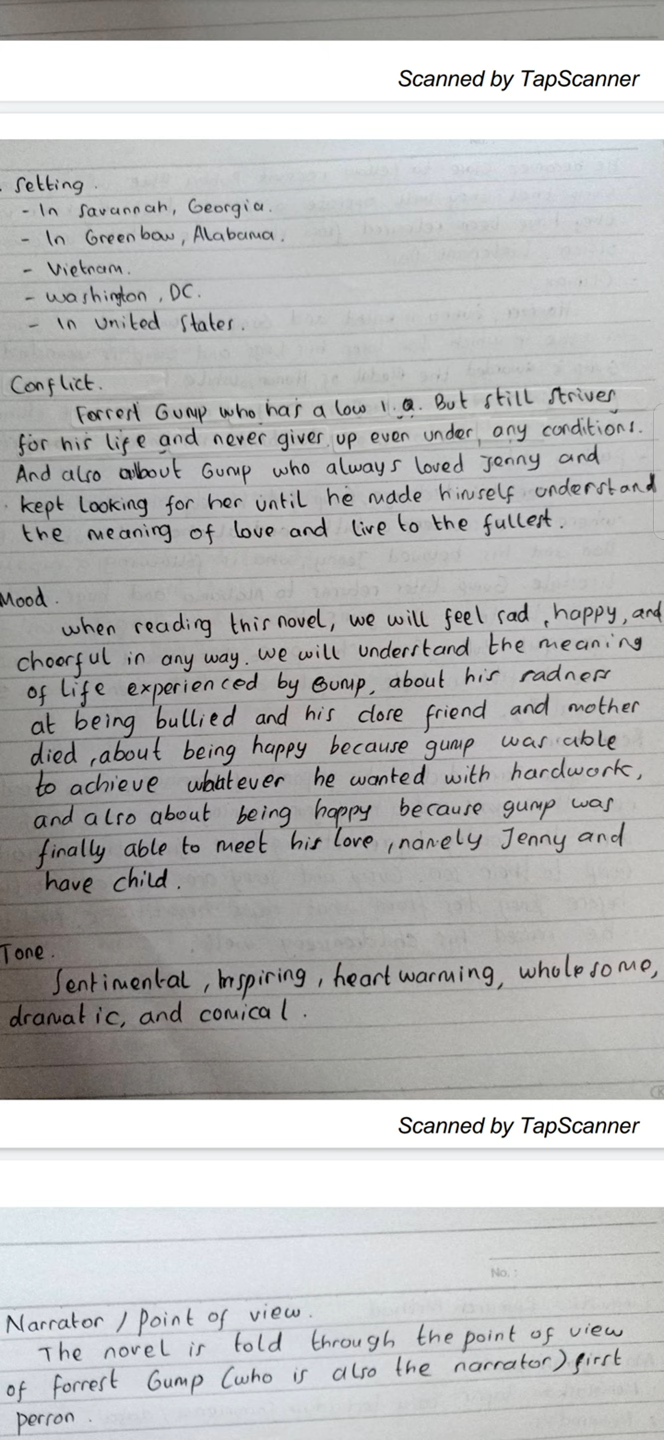 Scanned by TapScanner
Setting.
- In Savannah, Georgia.
- In Greenbow, Alabama.
- Vietnam.
- washington, DC.
- In United States.
Conflict.
Forrest Gump who has a low I.Q. But still strives
for his life and never gives up even under any conditions.
And also about Gump who always loved Jenny and
kept looking for her until he made himself understand
the meaning of love and live to the fullest.
Mood.
when reading this novel, we will feel sad, happy, and
cheerful in any way. we will understand the meaning
of life experienced by Gump, about his sadness
at being bullied and his close friend and mother
died, about being happy because gump was able
to achieve whatever he wanted with hardwork,
and also about being happy because gump was
finally able to meet his love, namely Jenny and
have child.
Tone.
Sentimental, Inspiring, heartwarming, wholesome,
dramatic, and comical.
Scanned by TapScanner
No.:
Narrator / Point of view.
The novel is told through the point of view
of forrest Gump (who is also the narrator) first
person.